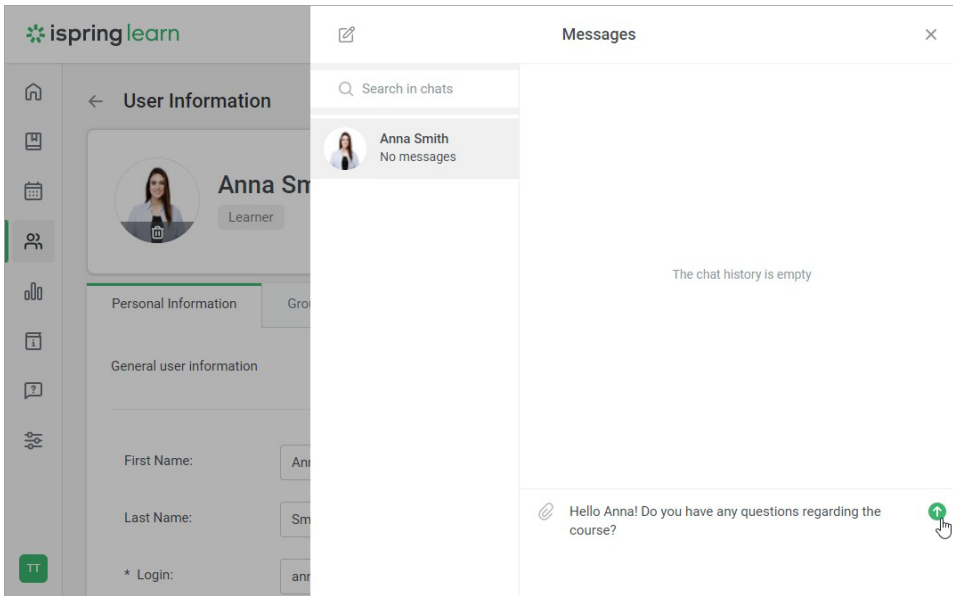 ispring learn
Messages
Search in chats
Anna Smith
No messages
The chat history is empty
Hello Anna! Do you have any questions regarding the
course?
User Information
Anna Sm
Learner
Personal Information
Gro
General user information
First Name:
An
Last Name:
Sm
* Login:
ann
TT